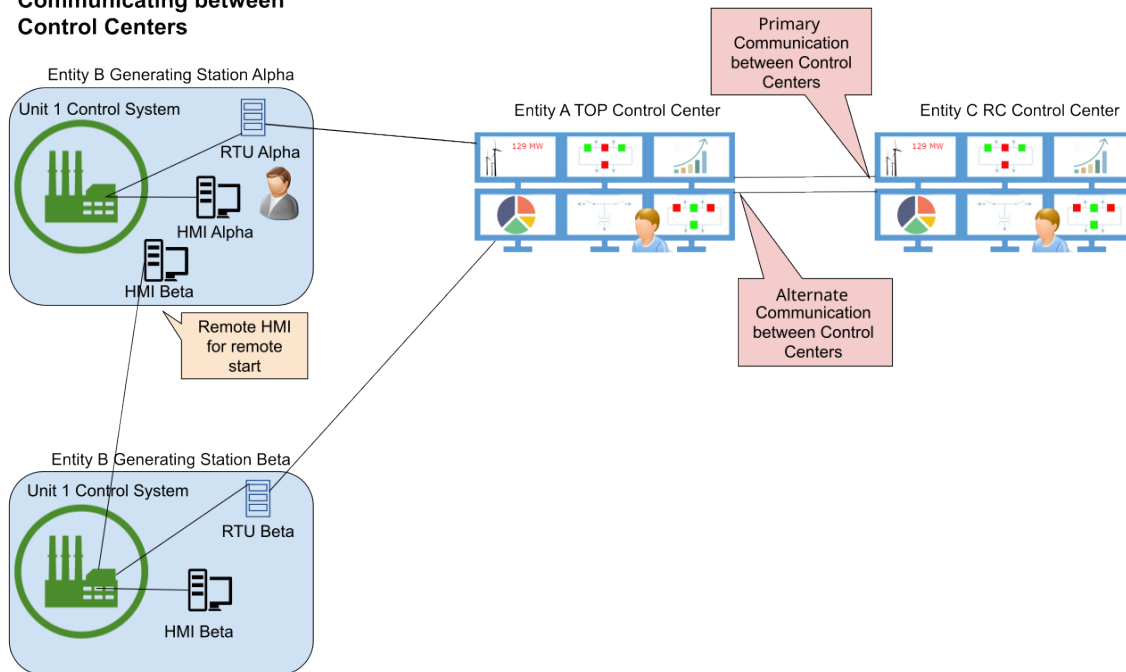 Communicating between
Control Centers
Entity B Generating Station Alpha
Unit 1 Control System
RTU Alpha
HMI Alpha
HMI Beta
Remote HMI
for remote
start
Entity A TOP Control Center
129 MW
Primary
Communication
between Control
Centers
Entity C RC Control Center
129 MW
Alternate
Communication
between Control
Centers
Entity B Generating Station Beta
Unit 1 Control System
RTU Beta
HMI Beta